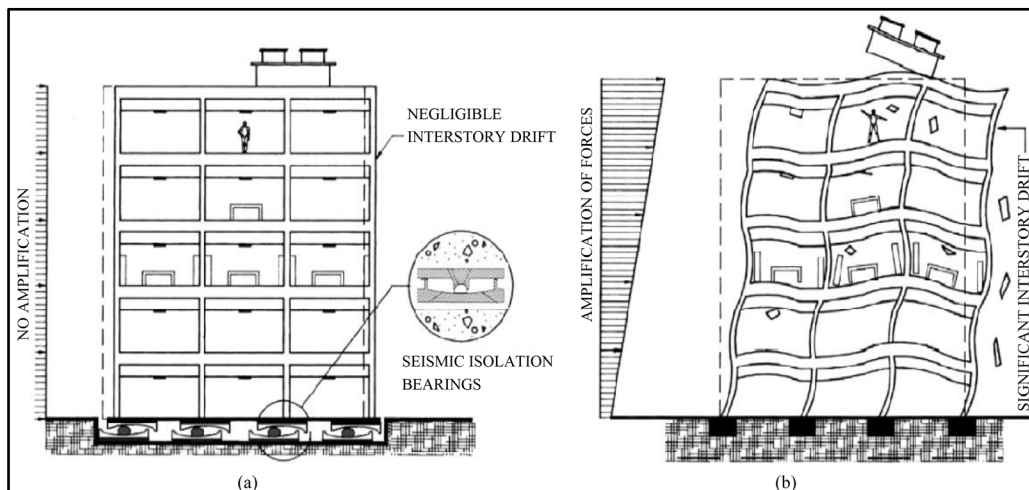 NO AMPLIFICATION
NEGLIGIBLE
INTERSTORY DRIFT
SEISMIC ISOLATION
BEARINGS
(a)
AMPLIFICATION OF FORCES
SIGNIFICANT INTERSTORY DRIFT
(b)